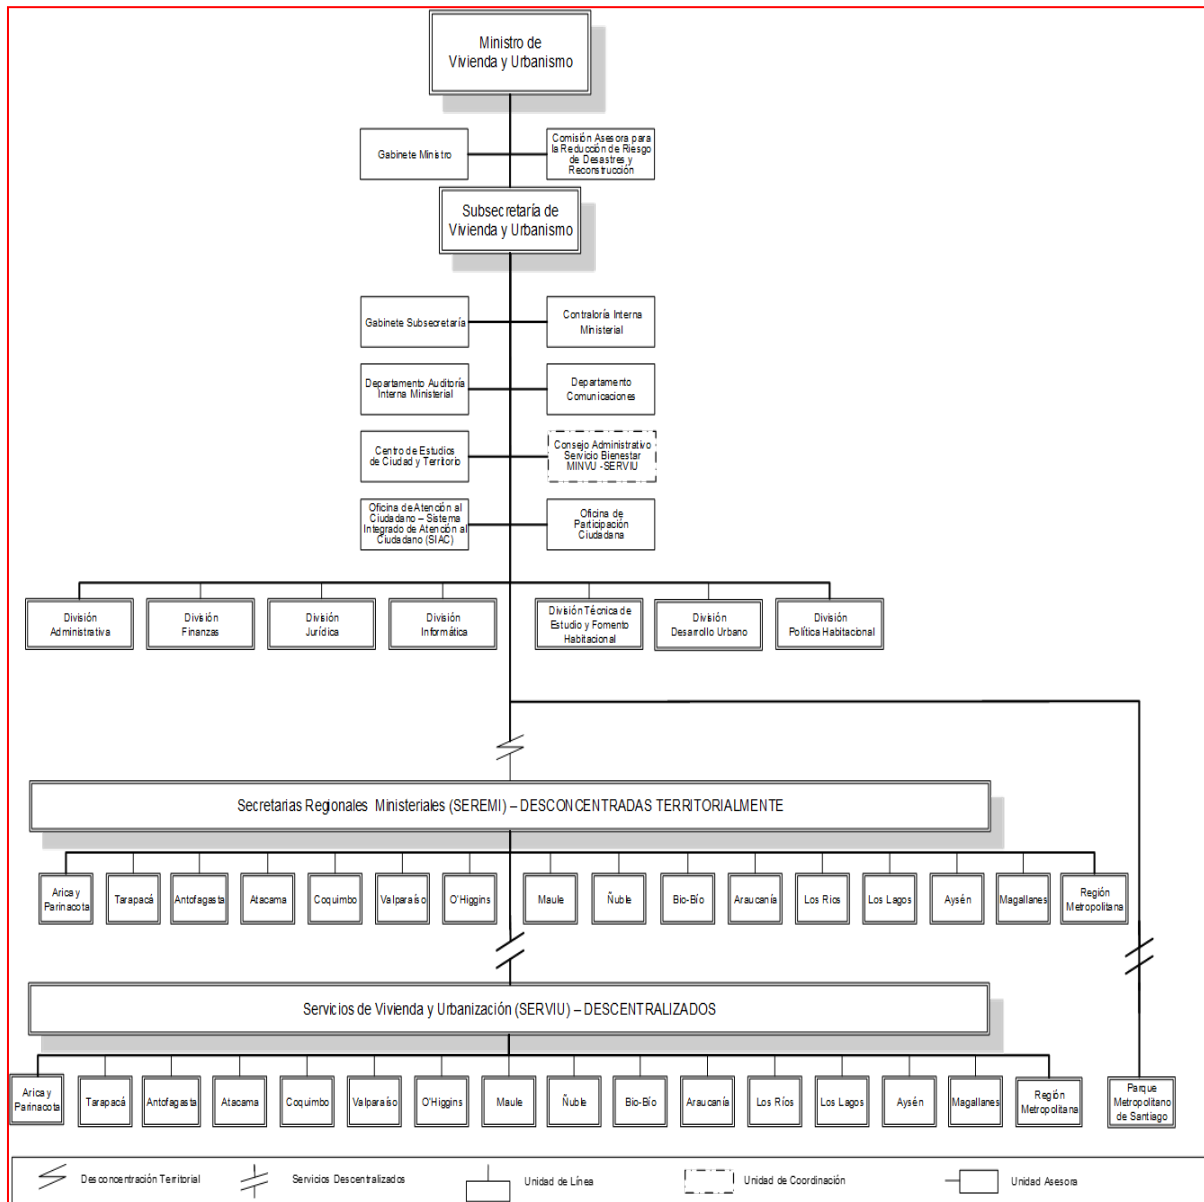 Ministro de
Vivienda y Urbanismo
Gabinete Ministro
Comisión Asesora para
la Reducción de Riesgo
de Desastres y
Reconstrucción
Subsecretaría de
Vivienda y Urbanismo
Gabinete Subsecretaría
Contraloría Interna
Ministerial
Departamento Auditoría
Interna Ministerial
Departamento
Comunicaciones
Centro de Estudios
de Ciudad y Territorio
Consejo Administrativo
Servicio Bienestar
MINVU -SERVIU
Oficina de Atención al
Ciudadano – Sistema
Integrado de Atención al
Ciudadano (SIAC)
Oficina de
Participación
Ciudadana
División
Administrativa
División
Finanzas
División
Jurídica
División
Informática
División Técnica de
Estudio y Fomento
Habitacional
División
Desarrollo Urbano
División
Política Habitacional
Secretarias Regionales Ministeriales (SEREMI) – DESCONCENTRADAS TERRITORIALMENTE
Arica y
Parinacota
Tarapacá
Antofagasta
Atacama
Coquimbo
Valparaíso
O'Higgins
Maule
Ñuble
Bio-Bío
Araucanía
Los Rios
Los Lagos
Aysén
Magallanes
Región
Metropolitana
Servicios de Vivienda y Urbanización (SERVIU) – DESCENTRALIZADOS
Arica y
Parinacota
Tarapacá
Antofagasta
Atacama
Coquimbo
Valparaíso
O'Higgins
Maule
Ñuble
Bio-Bío
Araucanía
Los Ríos
Los Lagos
Aysén
Magallanes
Región
Metropolitana
Parque
Metropolitano
de Santiago
Desconcentración Territorial
Servicios Descentralizados
Unidad de Línea
Unidad de Coordinación
Unidad Asesora